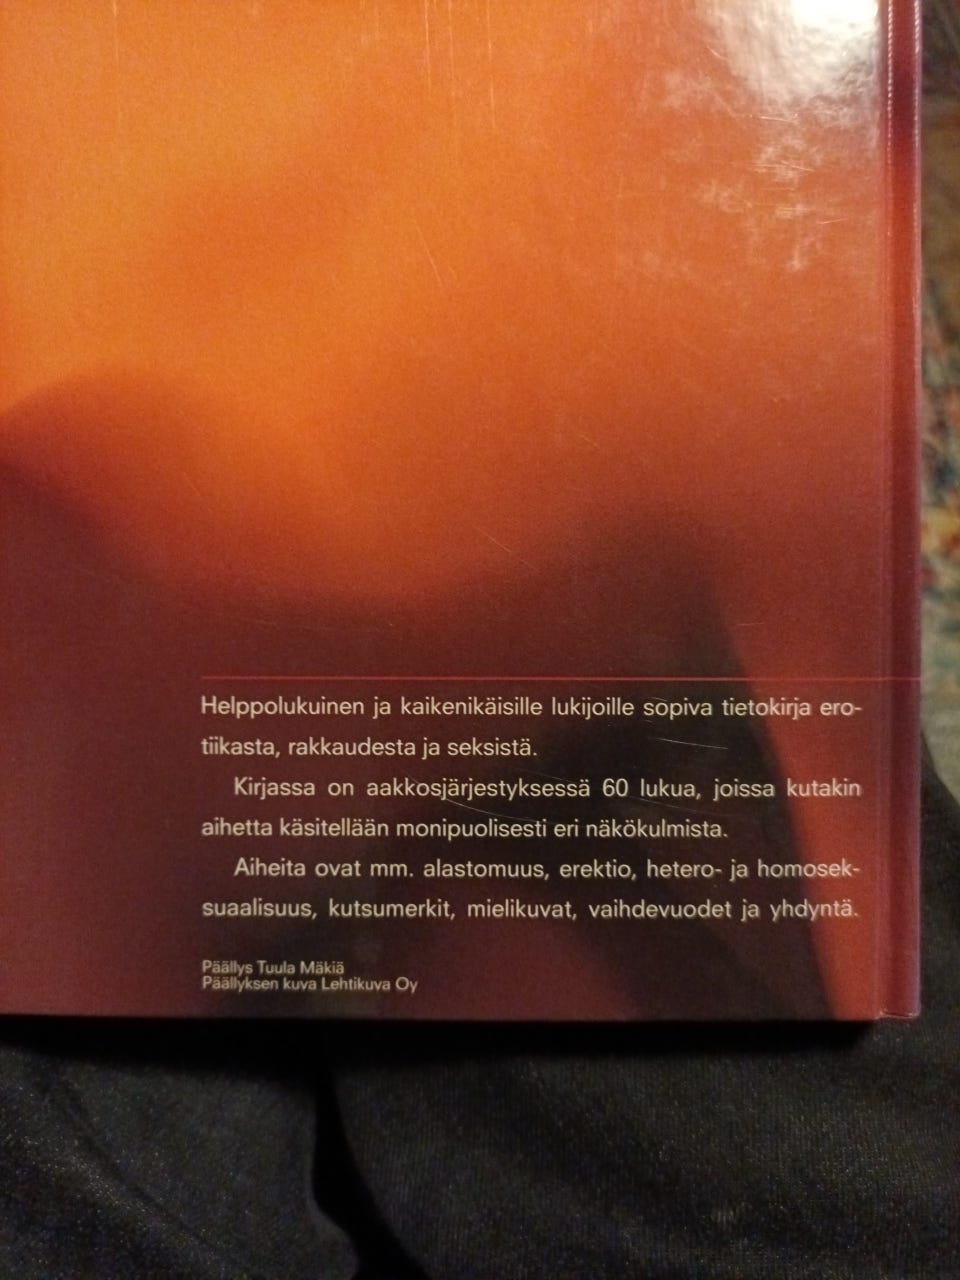 Helppolukuinen ja kaikenikäisille lukijoille sopiva tietokirja ero-
tiikasta, rakkaudesta ja seksistä.
Kirjassa on aakkosjärjestyksessä 60 lukua, joissa kutakin
aihetta käsitellään monipuolisesti eri näkökulmista.
Aiheita ovat mm. alastomuus, erektio, hetero- ja homosek-
suaalisuus, kutsumerkit, mielikuvat, vaihdevuodet ja yhdyntä.
Päällys Tuula Mäkiä
Päällyksen kuva Lehtikuva Oy